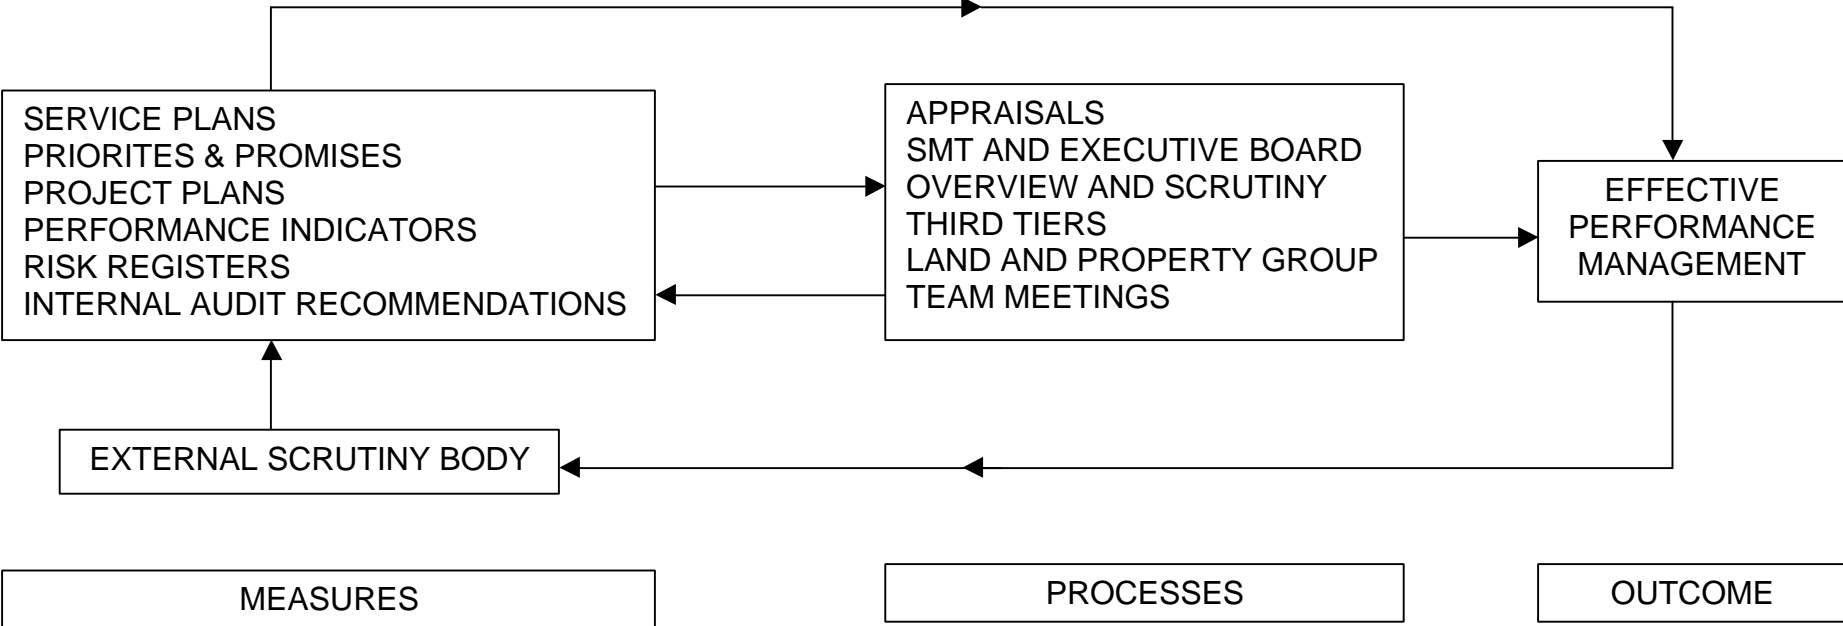 SERVICE PLANS
PRIORITES & PROMISES
PROJECT PLANS
PERFORMANCE INDICATORS
RISK REGISTERS
INTERNAL AUDIT RECOMMENDATIONS
APPRAISALS
SMT AND EXECUTIVE BOARD
OVERVIEW AND SCRUTINY
THIRD TIERS
LAND AND PROPERTY GROUP
TEAM MEETINGS
EFFECTIVE
PERFORMANCE
MANAGEMENT
EXTERNAL SCRUTINY BODY
MEASURES
PROCESSES
OUTCOME